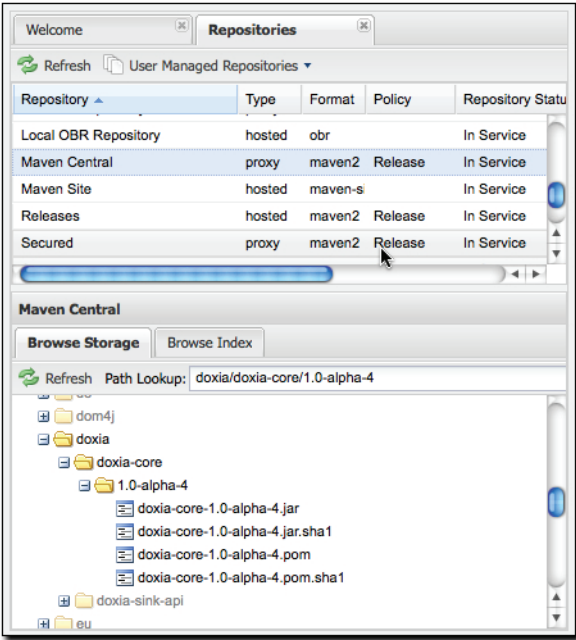 Welcome Repositories
Refresh User Managed Repositories
Repository Type Format Policy Repository Statu
Local OBR Repository hosted obr In Service
Maven Central proxy maven2 Release In Service
Maven Site hosted maven-si In Service
Releases hosted maven2 Release In Service
Secured proxy maven2 Release In Service
Maven Central
Browse Storage Browse Index
Refresh Path Lookup: doxia/doxia-core/1.0-alpha-4
dom4j
doxia
doxia-core
1.0-alpha-4
doxia-core-1.0-alpha-4.jar
doxia-core-1.0-alpha-4.jar.sha1
doxia-core-1.0-alpha-4.pom
doxia-core-1.0-alpha-4.pom.sha1
doxia-sink-api
eu